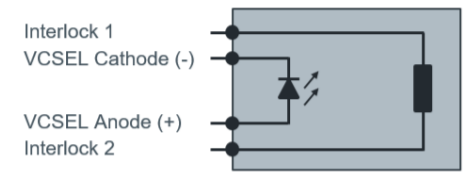 Interlock 1
VCSEL Cathode (-)
VCSEL Anode (+)
Interlock 2